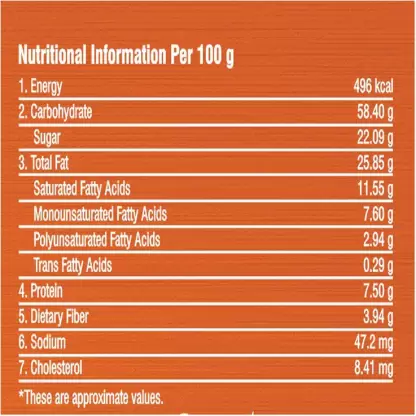 Nutritional Information Per 100 g
1. Energy 496 kcal
2. Carbohydrate 58.40 g
Sugar 22.09 g
3. Total Fat 25.85 g
Saturated Fatty Acids 11.55 g
Monounsaturated Fatty Acids 7.60 g
Polyunsaturated Fatty Acids 2.94 g
Trans Fatty Acids 0.29 g
4. Protein 7.50 g
5. Dietary Fiber 3.94 g
6. Sodium 47.2 mg
7. Cholesterol 8.41 mg
*These are approximate values.